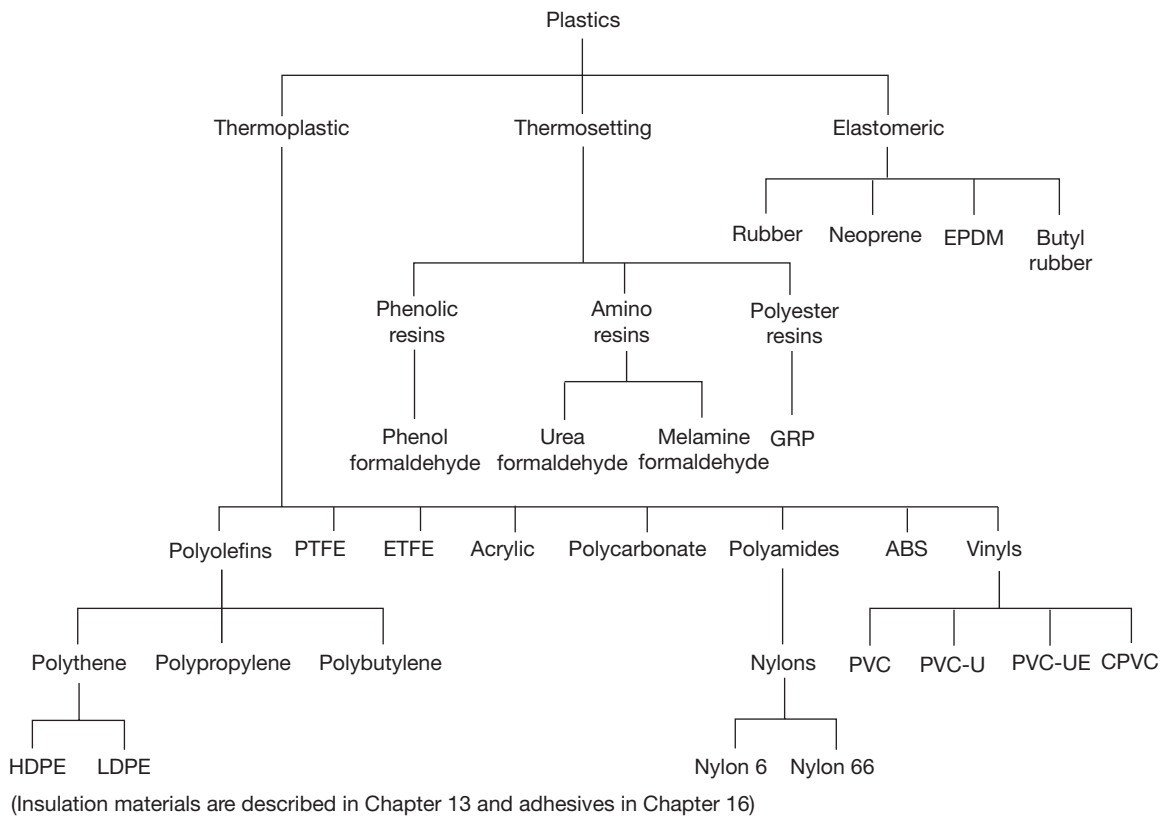 Plastics
Thermoplastic Thermosetting Elastomeric
Rubber Neoprene EPDM Butyl
rubber
Phenolic Amino Polyester
resins resins resins
Phenol Urea Melamine GRP
formaldehyde formaldehyde formaldehyde
Polyolefins PTFE ETFE Acrylic Polycarbonate Polyamides ABS Vinyls
Polythene Polypropylene Polybutylene Nylons PVC PVC-U PVC-UE CPVC
HDPE LDPE Nylon 6 Nylon 66
(Insulation materials are described in Chapter 13 and adhesives in Chapter 16)